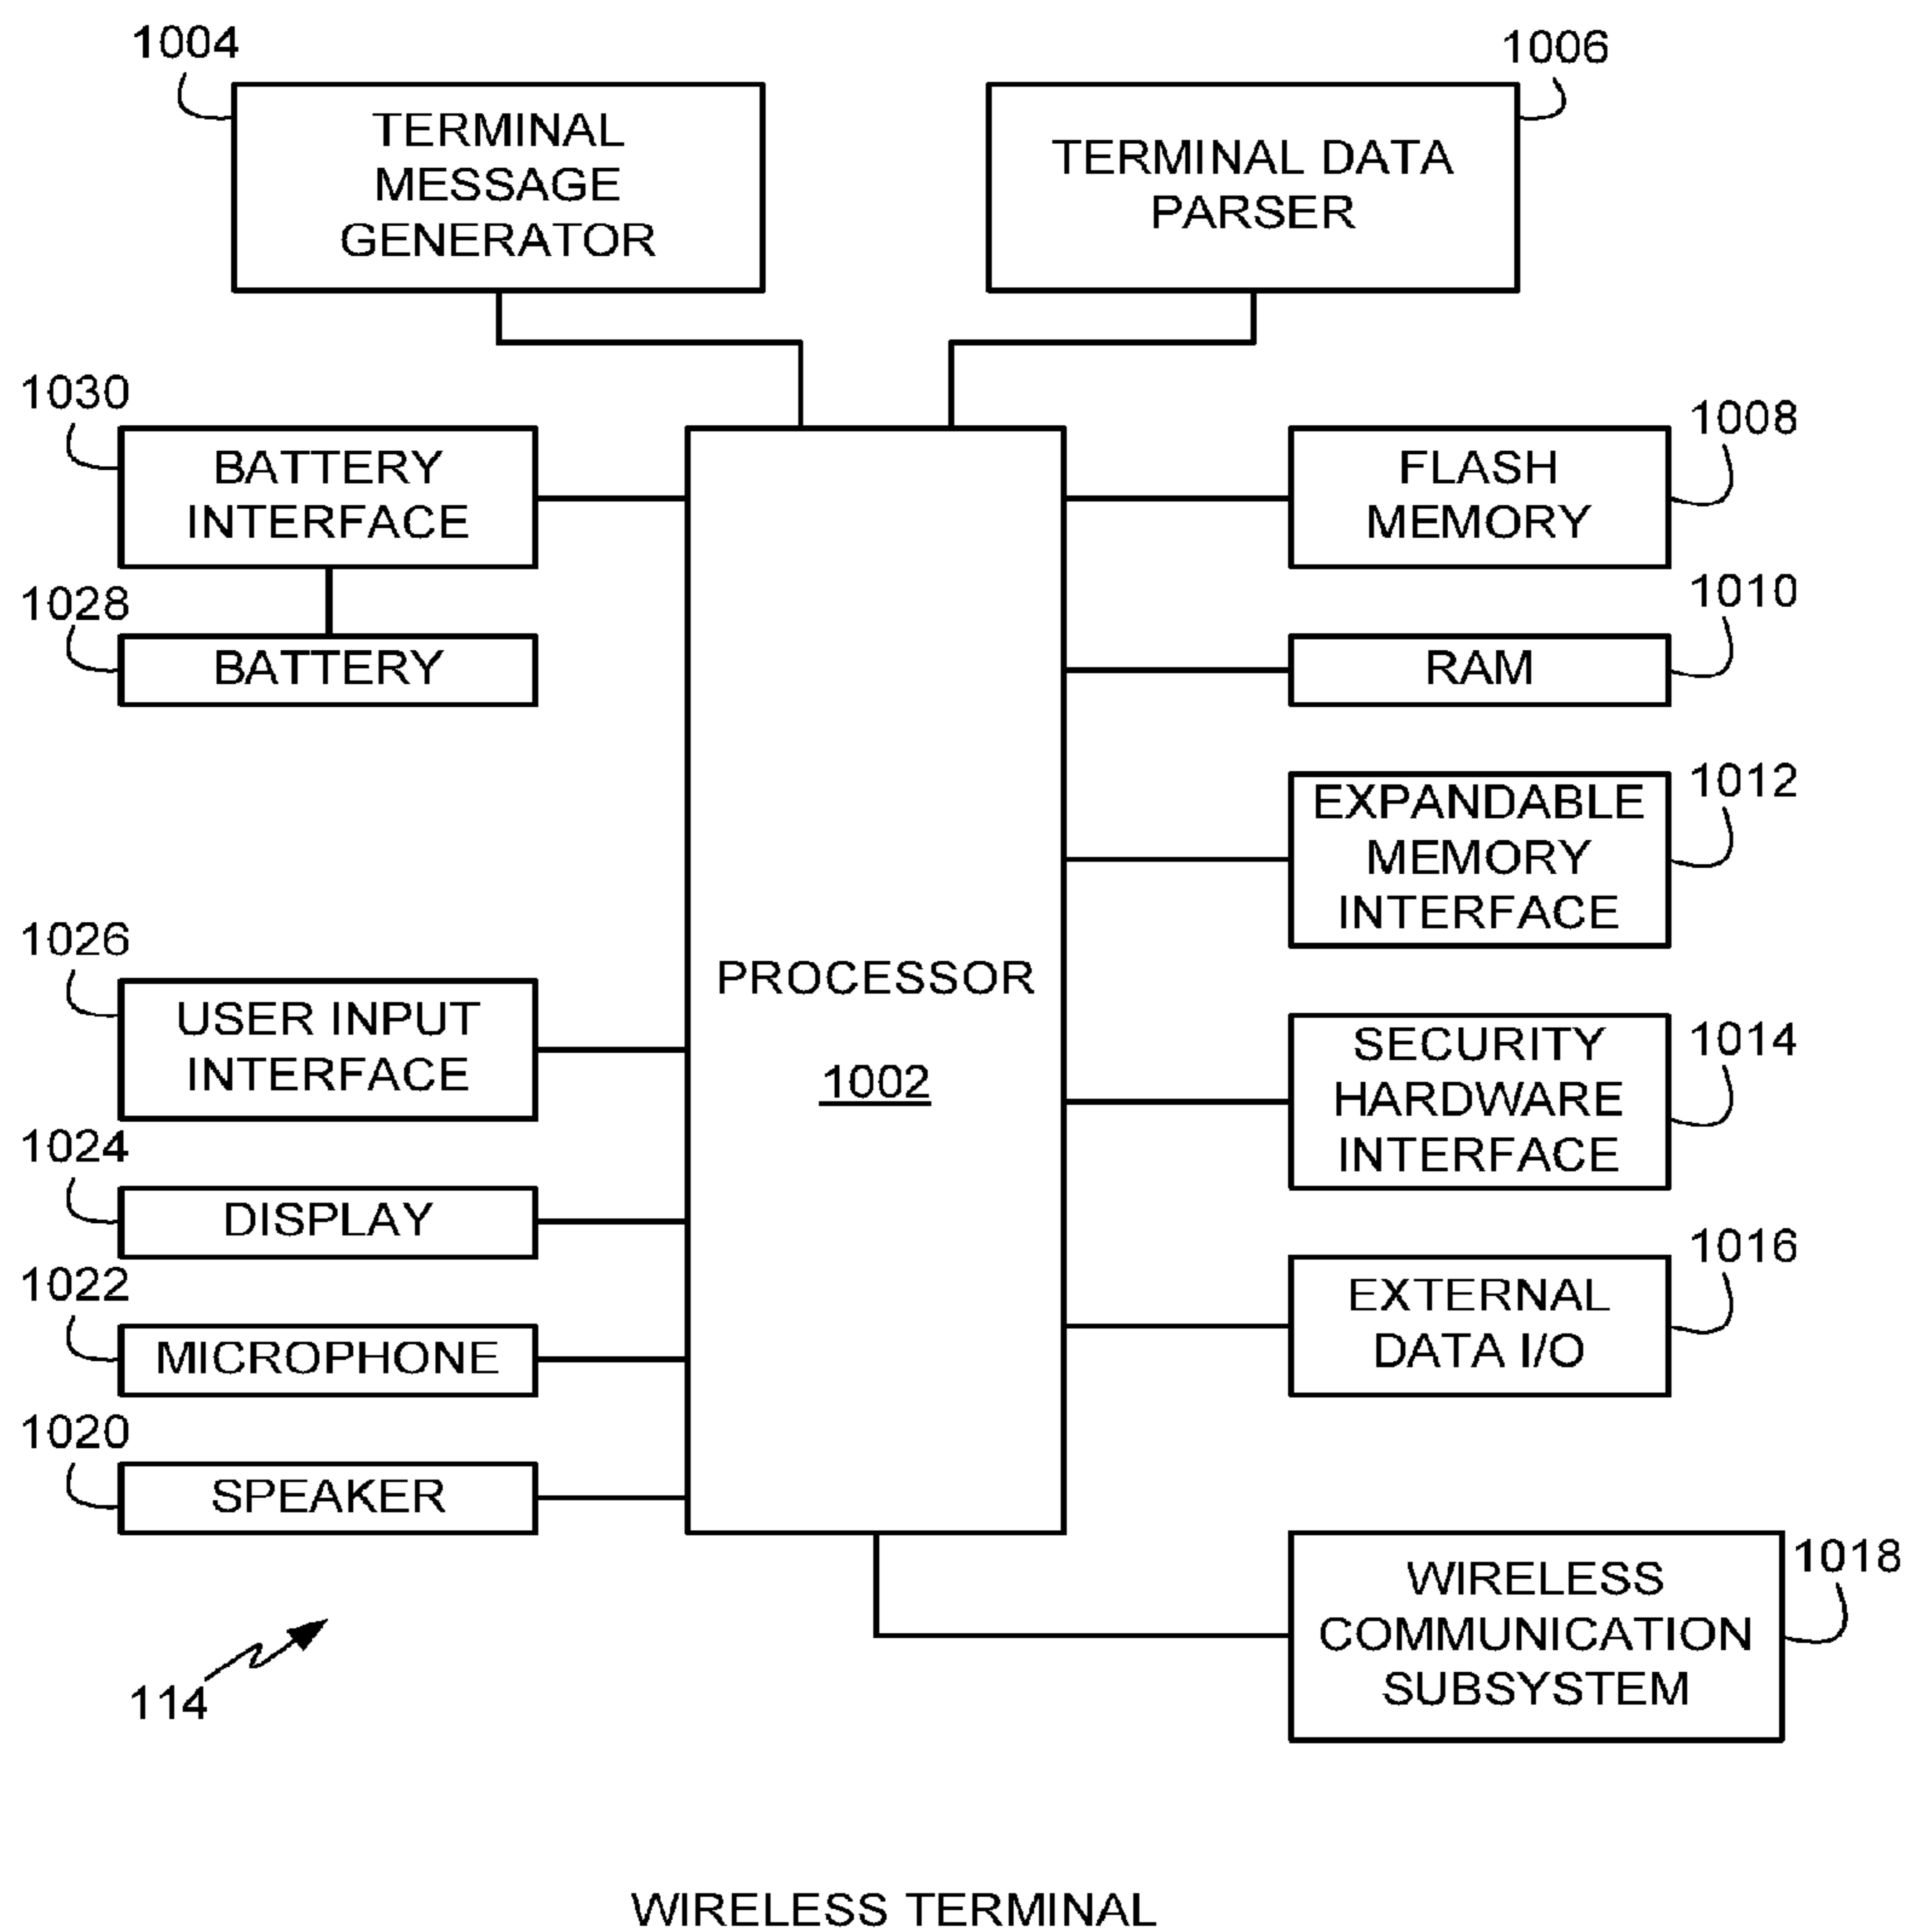 1004
TERMINAL
MESSAGE
GENERATOR
1006
TERMINAL DATA
PARSER
1030
BATTERY
INTERFACE
1028
BATTERY
1026
USER INPUT
INTERFACE
1024
DISPLAY
1022
MICROPHONE
1020
SPEAKER
PROCESSOR
1002
1008
FLASH
MEMORY
1010
RAM
1012
EXPANDABLE
MEMORY
INTERFACE
1014
SECURITY
HARDWARE
INTERFACE
1016
EXTERNAL
DATA I/O
1018
WIRELESS
COMMUNICATION
SUBSYSTEM
114
WIRELESS TERMINAL